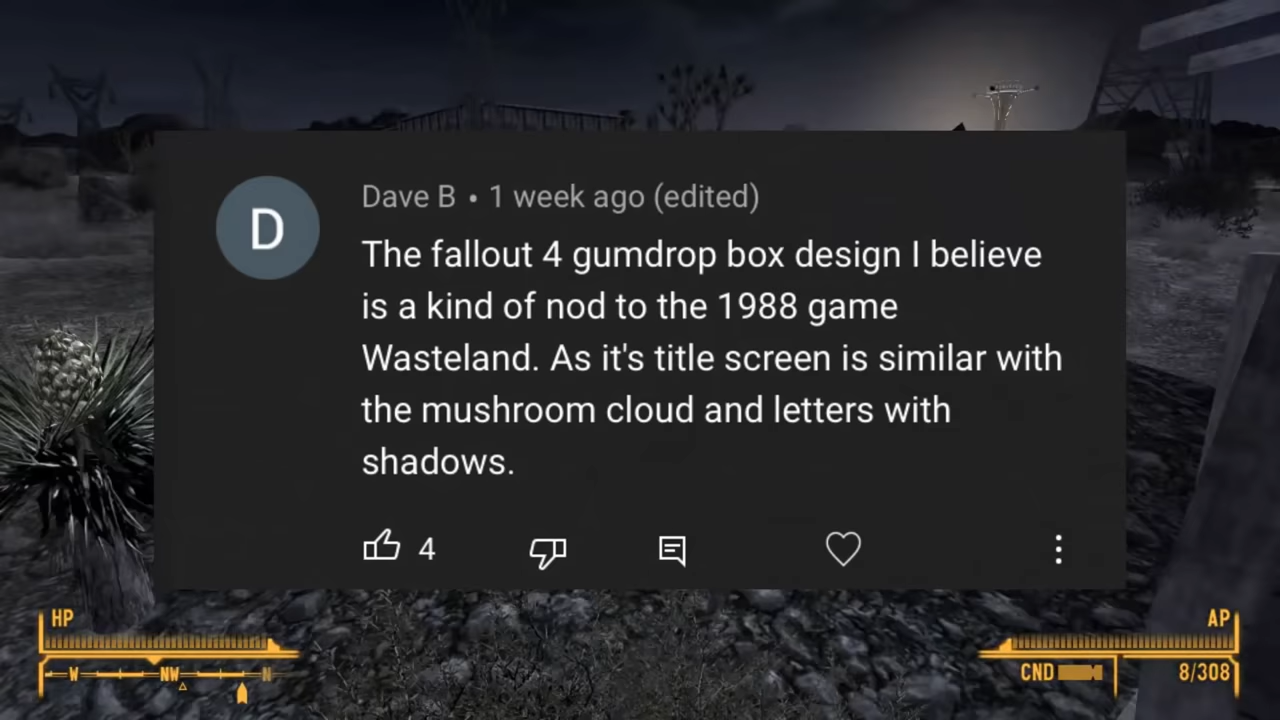 D
Dave B • 1 week ago (edited)
The fallout 4 gumdrop box design I believe
is a kind of nod to the 1988 game
Wasteland. As it's title screen is similar with
the mushroom cloud and letters with
shadows.
4
HP
W NW N
AP
CND 8/308